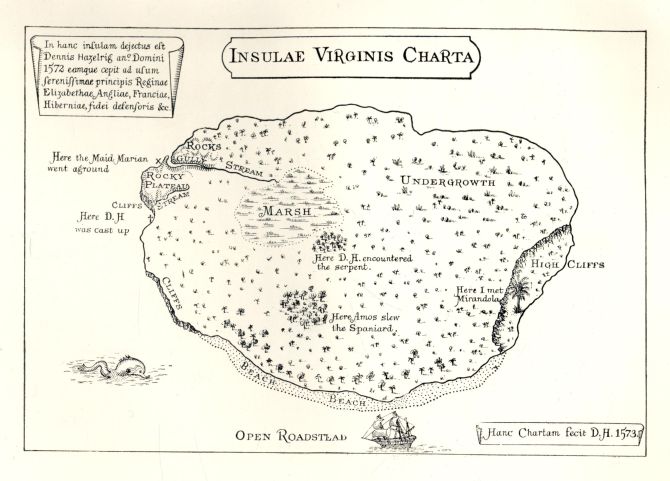 In hanc inſulam dejectus eſt
Dennis Hazelrig anº. Domini
1572 eamque cepit ad uſum
ſereniſſimae principis Reginae
Elizabethae, Angliae, Franciae,
Hiberniae, fidei defenſoris &c.
INSULAE VIRGINIS CHARTA
Here the Maid Marian
went aground
ROCKS
GULLY
STREAM
ROCKY
PLATEAU
STREAM
CLIFFS
Here D.H
was cast up
MARSH
UNDERGROWTH
Here D. H. encountered
the serpent.
HIGH CLIFFS
Here I met
Mirandola
CLIFFS
Here Amos slew
the Spaniard
BEACH
BEACH
OPEN ROADSTEAD
Hanc Chartam fecit D.H. 1573.